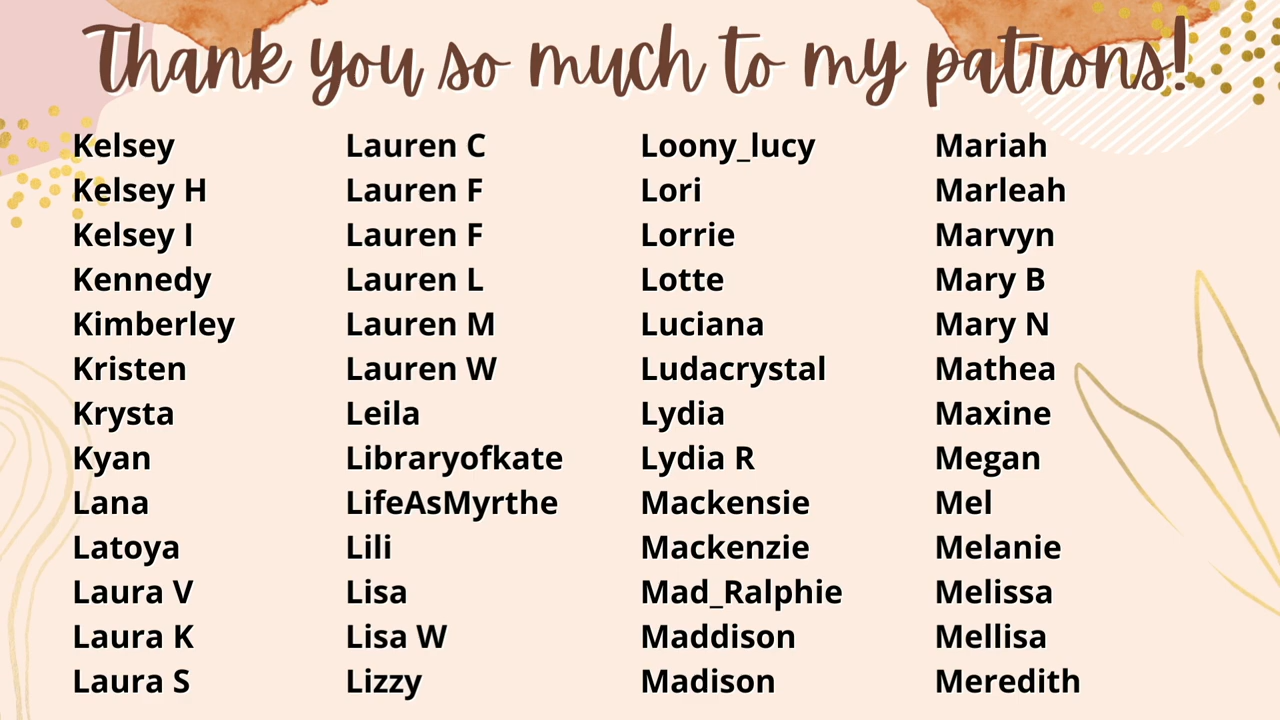 Thank you so much to my patrons!
Kelsey
Kelsey H
Kelsey I
Kennedy
Kimberley
Kristen
Krysta
Kyan
Lana
Latoya
Laura V
Laura K
Laura S
Lauren C
Lauren F
Lauren F
Lauren L
Lauren M
Lauren W
Leila
Libraryofkate
LifeAsMyrthe
Lili
Lisa
Lisa W
Lizzy
Loony_lucy
Lori
Lorrie
Lotte
Luciana
Ludacrystal
Lydia
Lydia R
Mackensie
Mackenzie
Mad_Ralphie
Maddison
Madison
Mariah
Marleah
Marvyn
Mary B
Mary N
Mathea
Maxine
Megan
Mel
Melanie
Melissa
Mellisa
Meredith